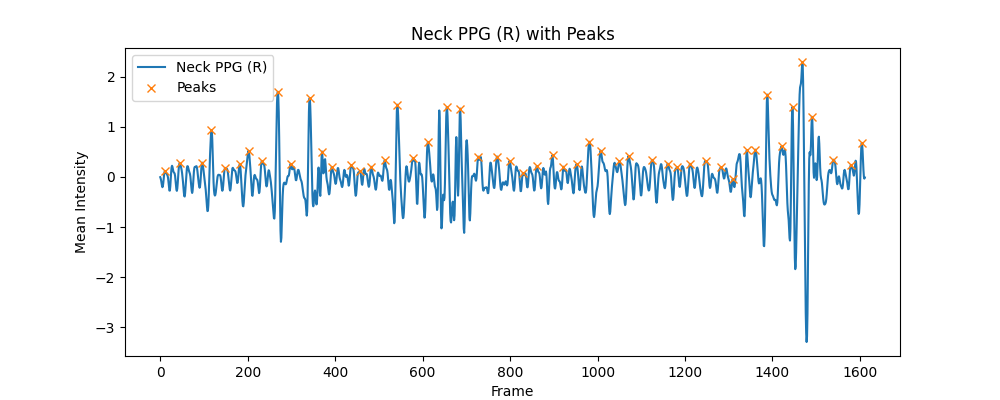 Neck PPG (R) with Peaks
Neck PPG (R)
Peaks
Mean Intensity
2
1
0
−1
−2
−3
0 200 400 600 800 1000 1200 1400 1600
Frame